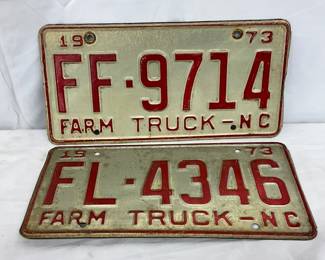 19 73
FF·9714
FARM TRUCK-NC
19 73
FL·4346
FARM TRUCK-NC